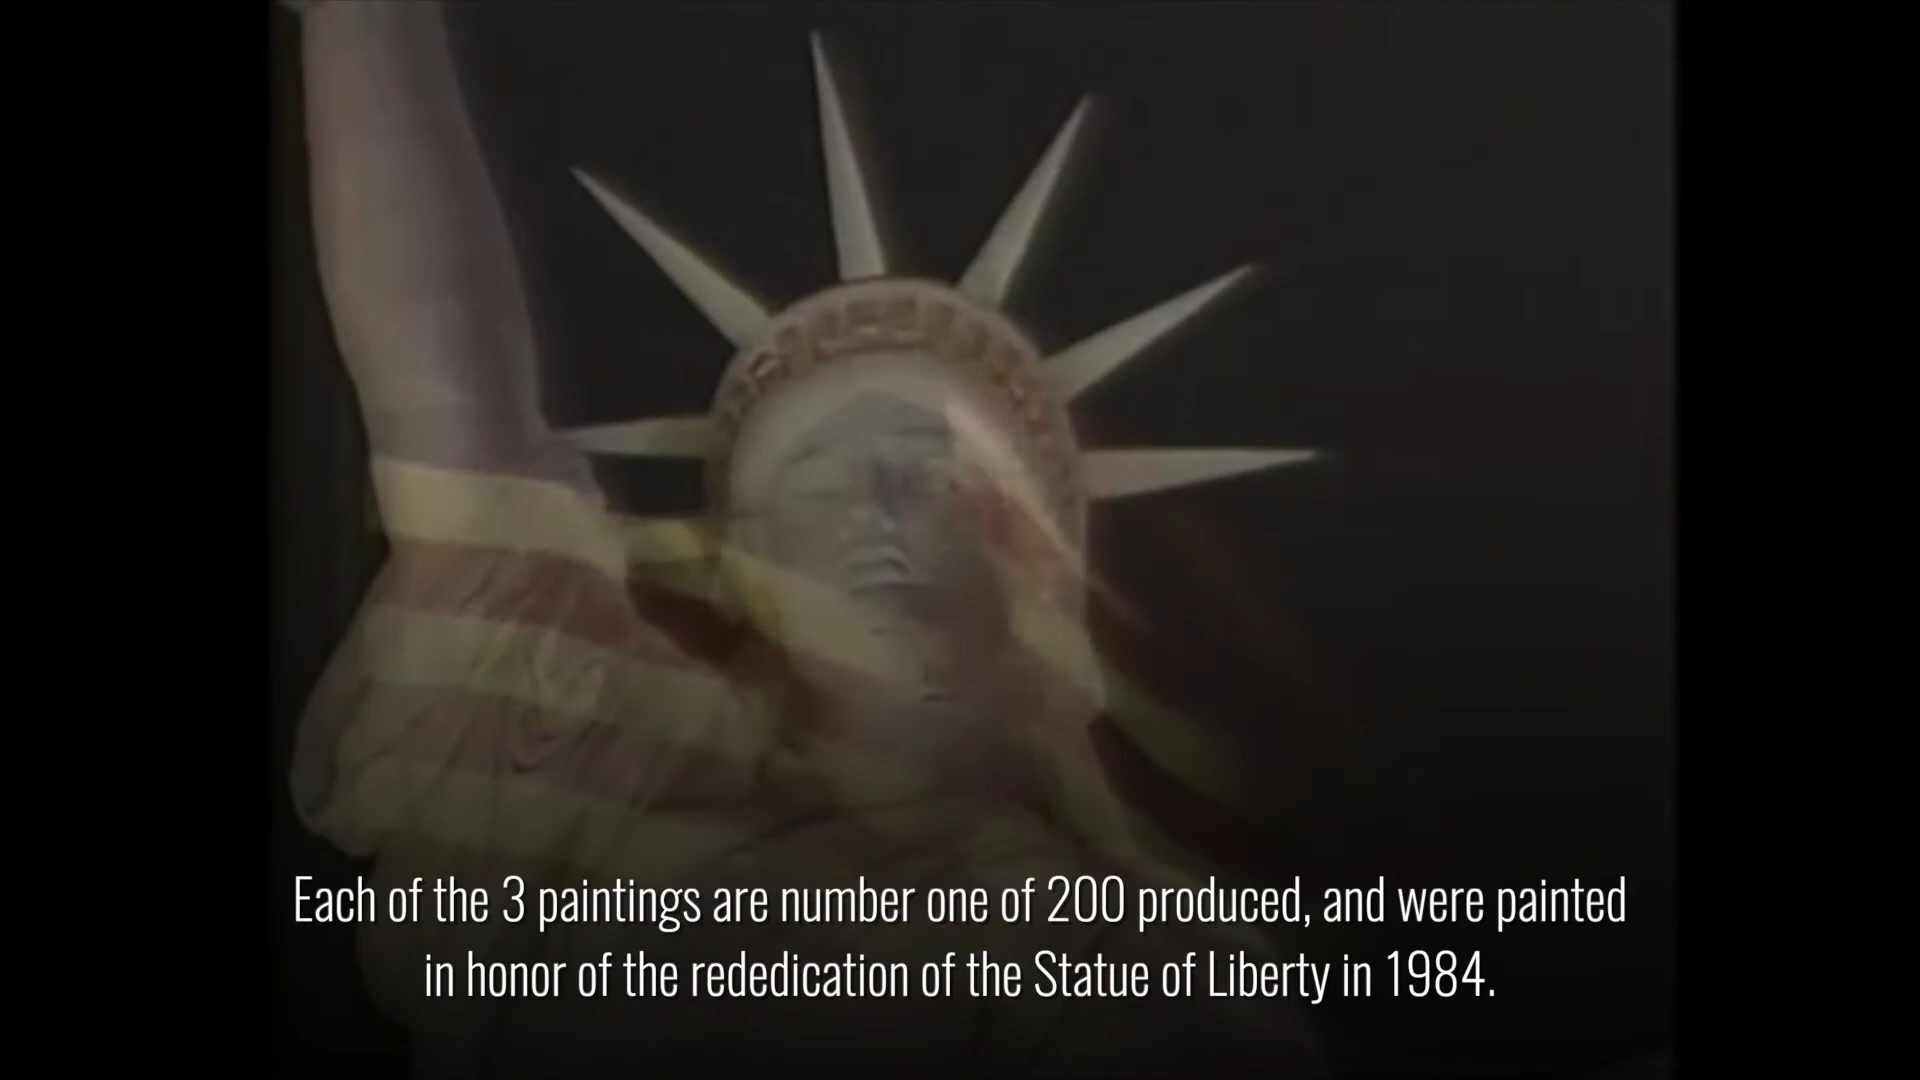 Each of the 3 paintings are number one of 200 produced, and were painted
in honor of the rededication of the Statue of Liberty in 1984.